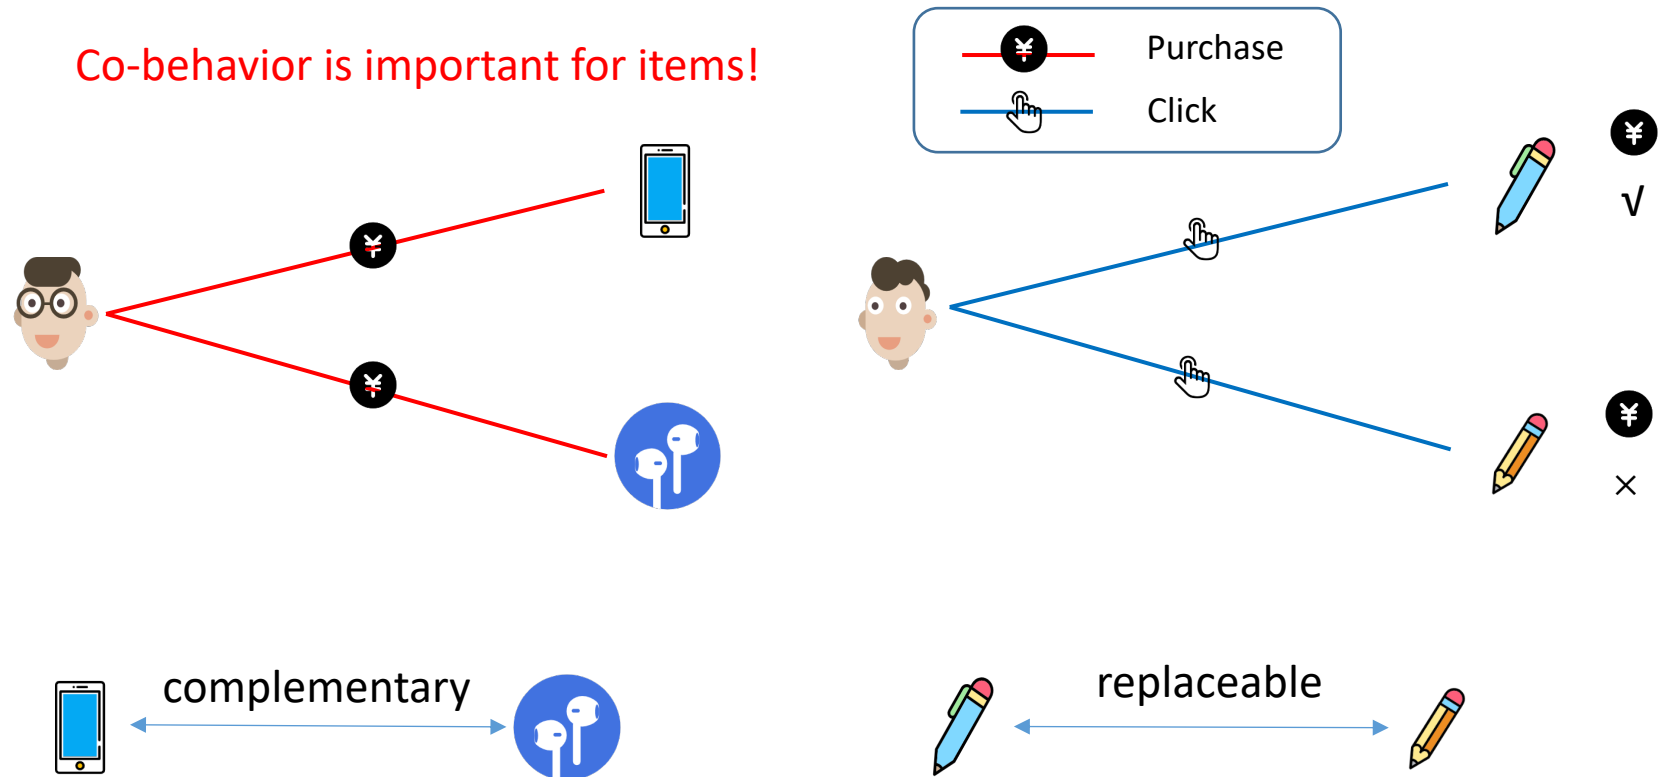 Co-behavior is important for items!
¥ Purchase
Click
¥
√
¥
¥
¥
×
complementary
replaceable